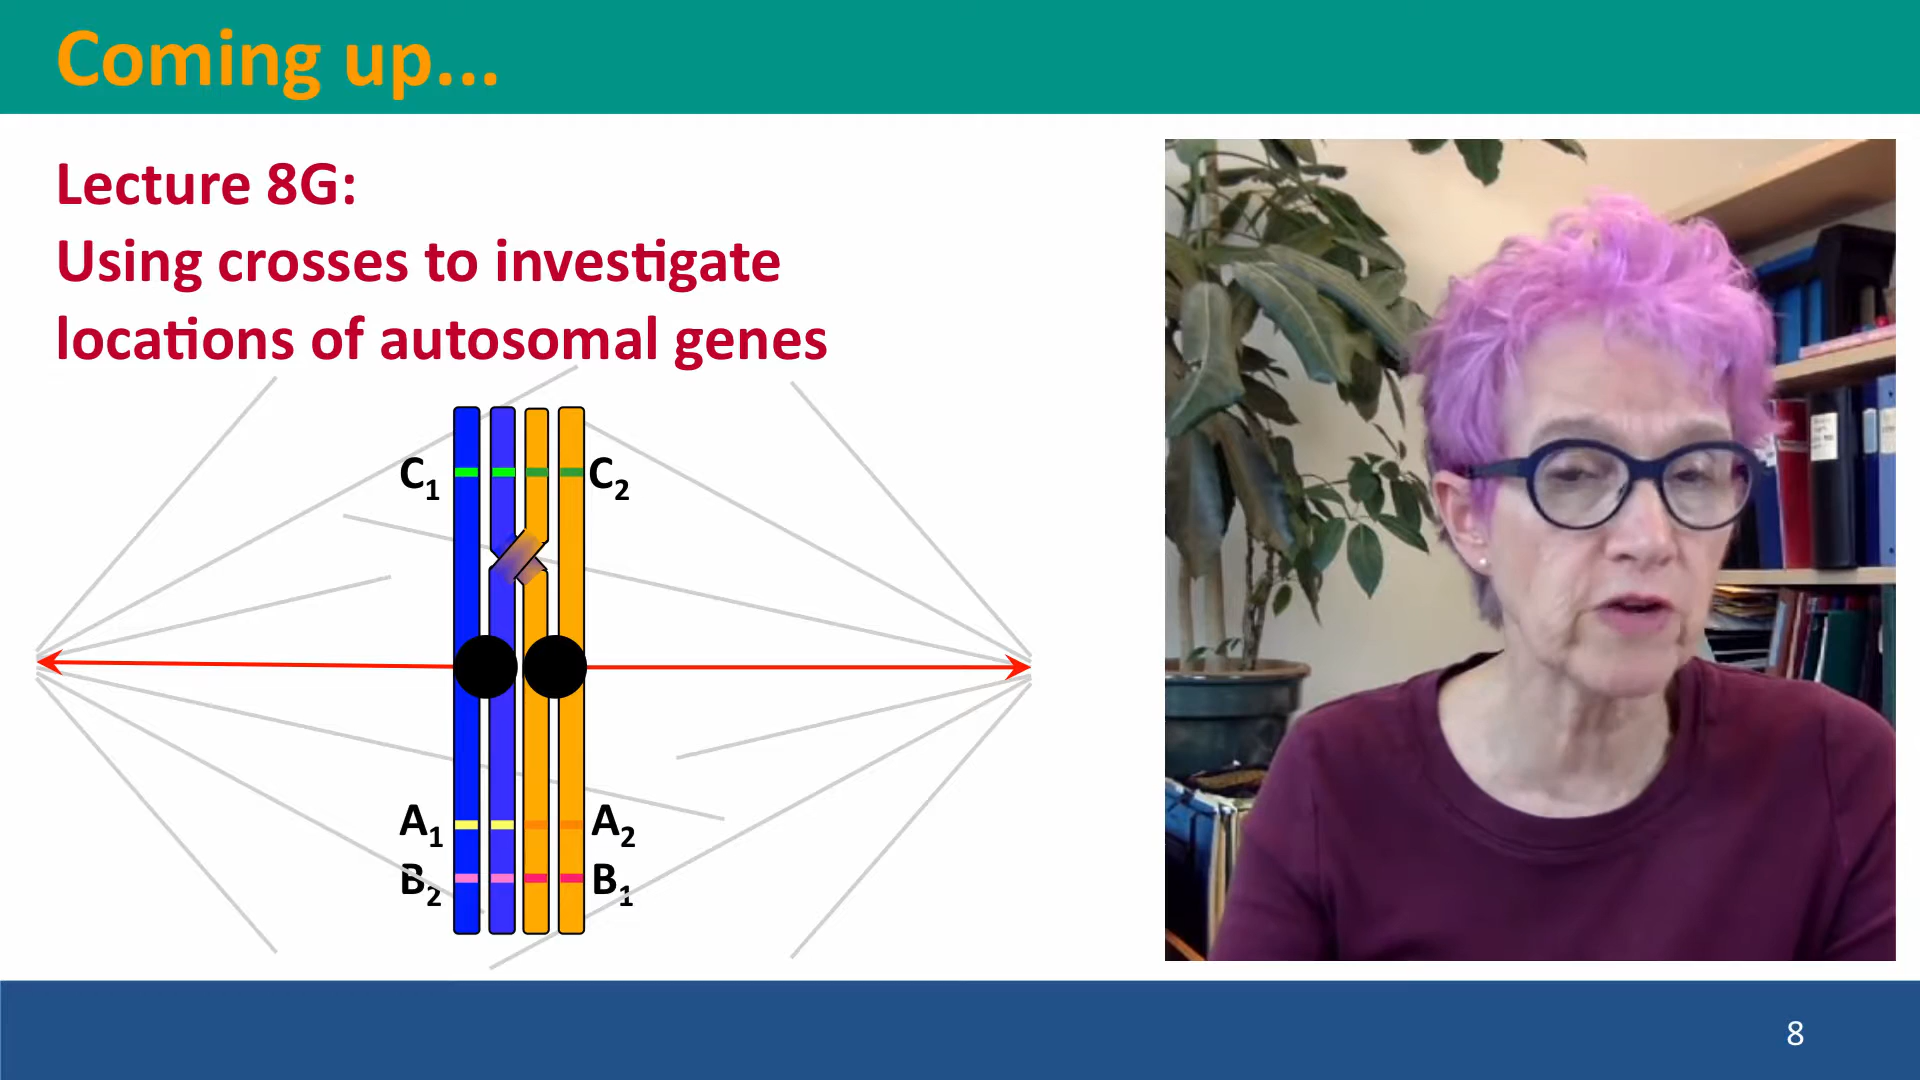 Coming up...
Lecture 8G:
Using crosses to investigate
locations of autosomal genes
C1 C2
A1 A2
B2 B1
8